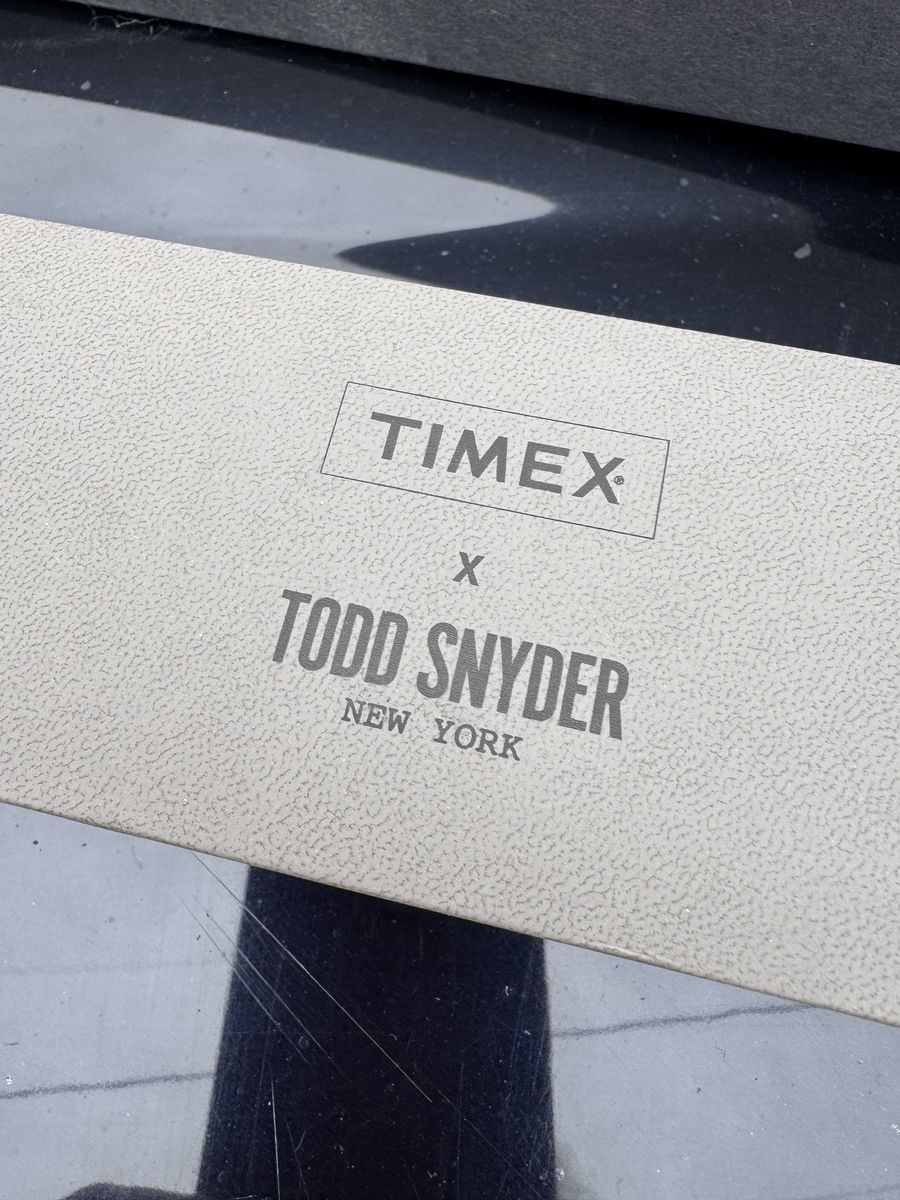 TIMEX®
X
TODD SNYDER
NEW YORK